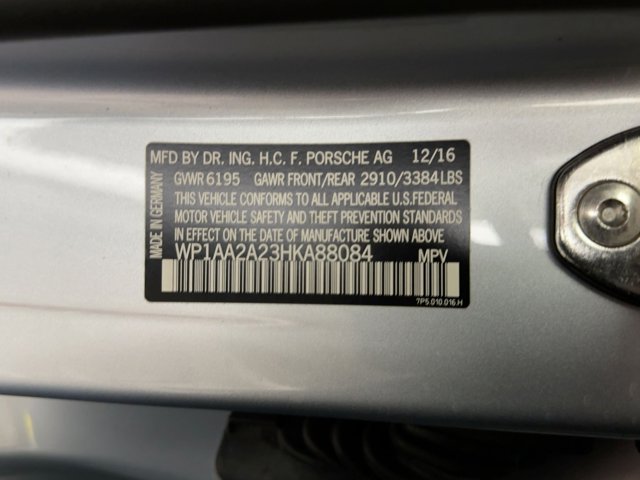 MFD BY DR. ING. H.C. F. PORSCHE AG 12/16
GVWR 6195 GAWR FRONT/REAR 2910/3384 LBS
THIS VEHICLE CONFORMS TO ALL APPLICABLE U.S.FEDERAL
MOTOR VEHICLE SAFETY AND THEFT PREVENTION STANDARDS
IN EFFECT ON THE DATE OF MANUFACTURE SHOWN ABOVE
WP1AA2A23HKA88084 MPV
7P5.010.016.H
MADE IN GERMANY